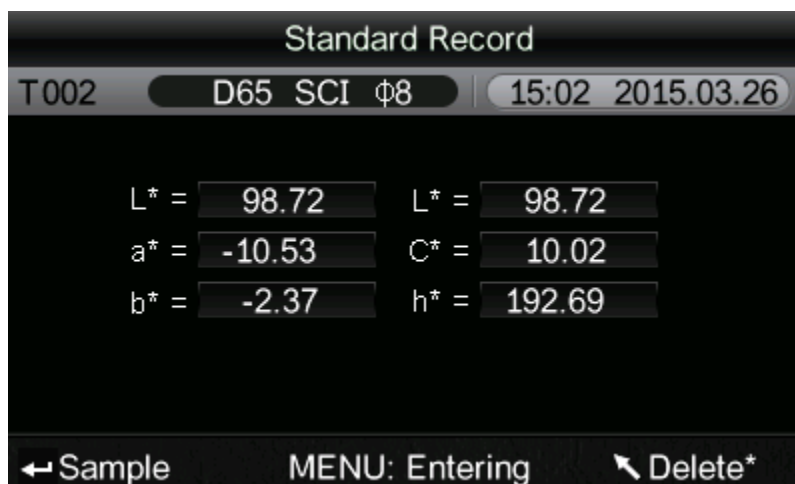 Standard Record
T002 D65 SCI Φ8 15:02 2015.03.26
L* = 98.72 L* = 98.72
a* = -10.53 C* = 10.02
b* = -2.37 h* = 192.69
Sample MENU: Entering Delete*